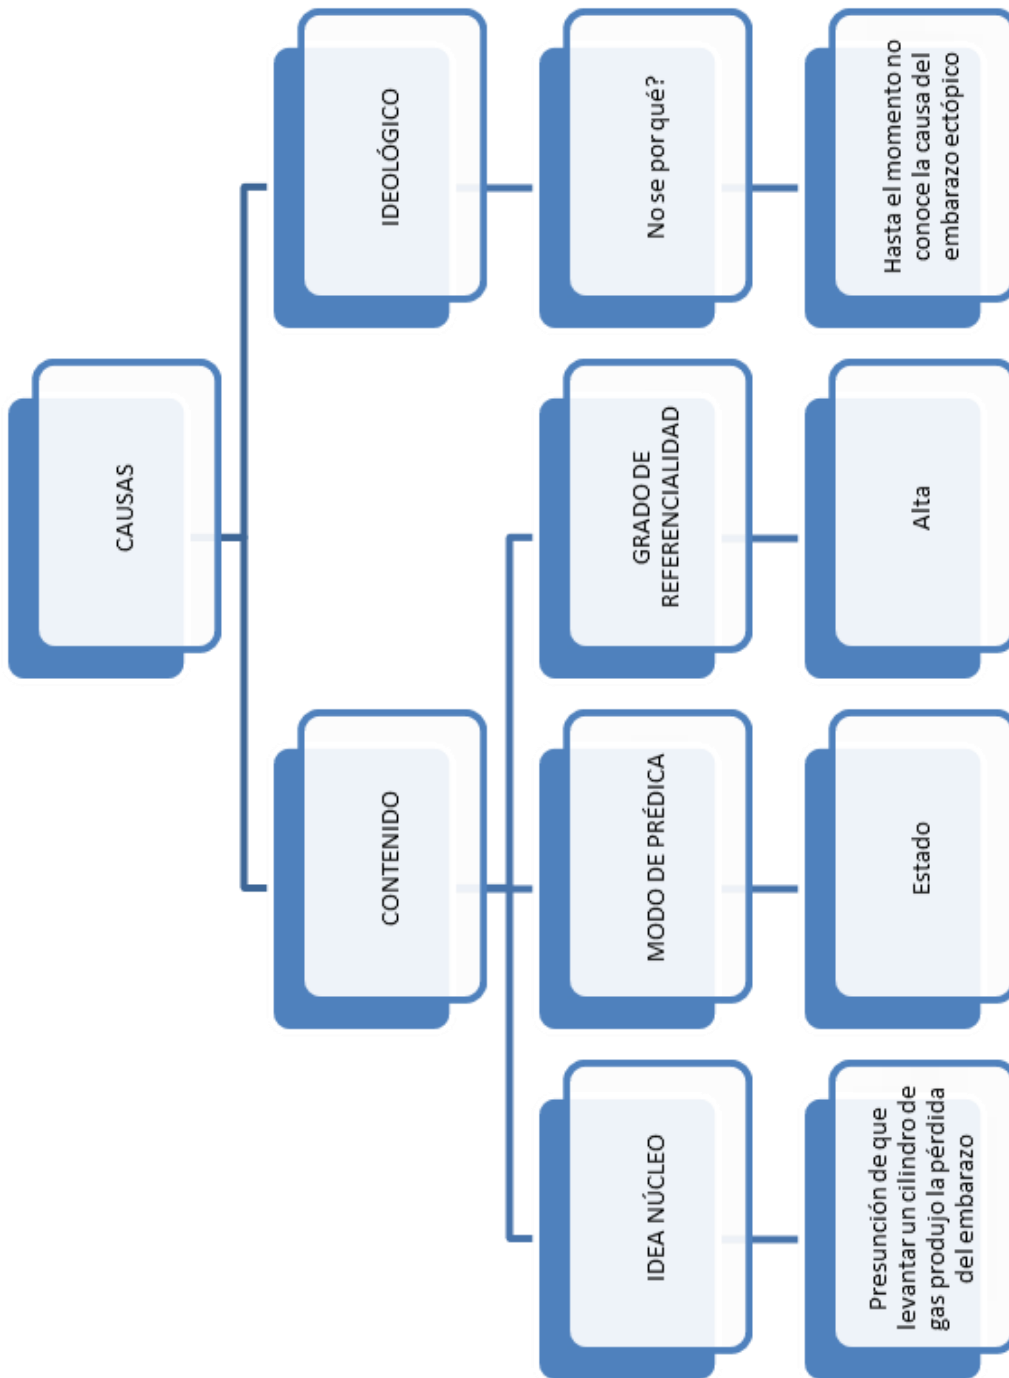 CAUSAS
CONTENIDO
IDEOLÓGICO
IDEA NÚCLEO
MODO DE PRÉDICA
GRADO DE
REFERENCIALIDAD
No se por qué?
Presunción de que
levantar un cilindro de
gas produjo la pérdida
del embarazo
Estado
Alta
Hasta el momento no
conoce la causa del
embarazo ectópico